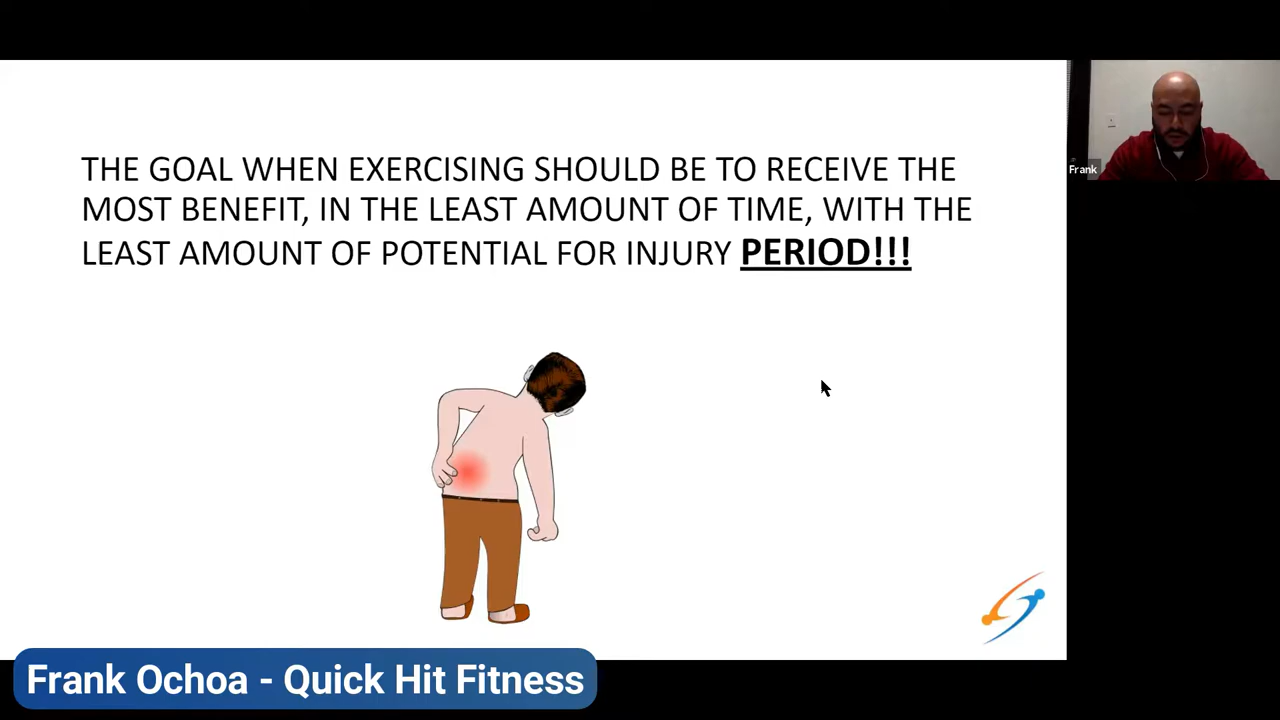 THE GOAL WHEN EXERCISING SHOULD BE TO RECEIVE THE
MOST BENEFIT, IN THE LEAST AMOUNT OF TIME, WITH THE
LEAST AMOUNT OF POTENTIAL FOR INJURY PERIOD!!!
Frank
Frank Ochoa - Quick Hit Fitness